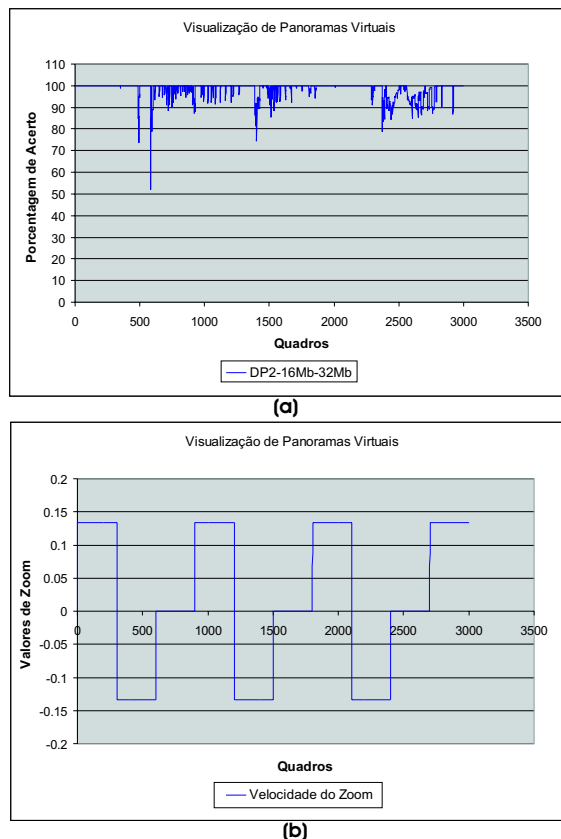 Visualização de Panoramas Virtuais
Porcentagem de Acerto
110
100
90
80
70
60
50
40
30
20
10
0
0 500 1000 1500 2000 2500 3000 3500
Quadros
DP2-16Mb-32Mb
(a)
Visualização de Panoramas Virtuais
Valores de Zoom
0.2
0.15
0.1
0.05
0
-0.05
-0.1
-0.15
-0.2
0 500 1000 1500 2000 2500 3000 3500
Quadros
Velocidade do Zoom
(b)